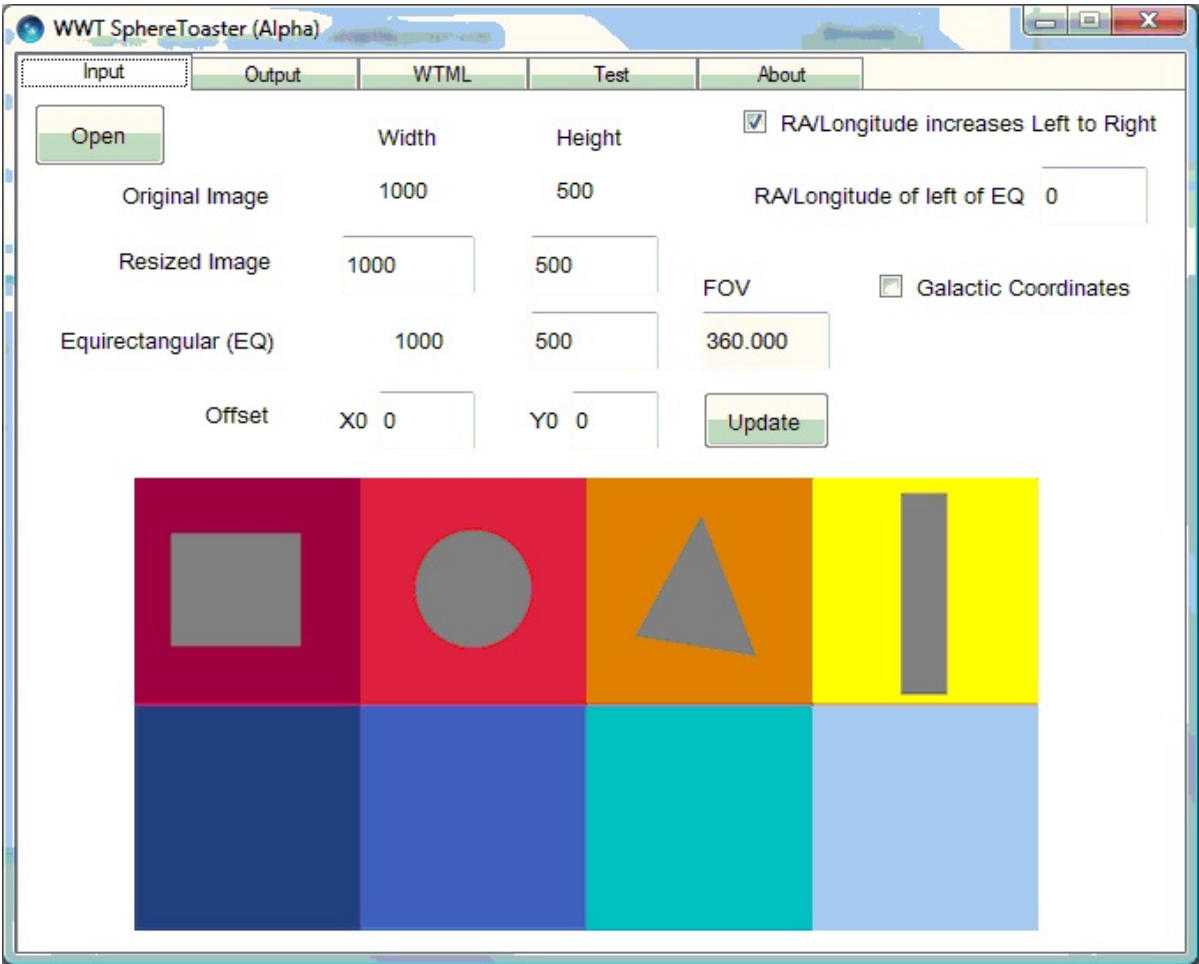 WWT SphereToaster (Alpha)
Input Output WTML Test About
Open Width Height RA/Longitude increases Left to Right
Original Image 1000 500 RA/Longitude of left of EQ 0
Resized Image 1000 500
FOV Galactic Coordinates
Equirectangular (EQ) 1000 500 360.000
Offset X0 0 Y0 0 Update